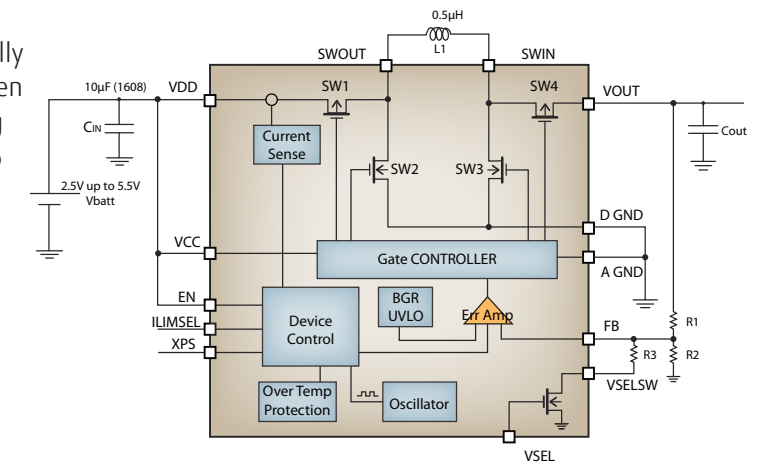 lly
en
0.5µH
L1
SWOUT
SWIN
10µF (1608)
VDD
SW1
SW4
VOUT
CIN
Current
Sense
Cout
SW2
SW3
2.5V up to 5.5V
Vbatt
D GND
VCC
Gate CONTROLLER
A GND
EN
BGR
UVLO
Err Amp
FB
R1
ILIMSEL
Device
Control
R3
R2
XPS
VSELSW
Over Temp
Protection
Oscillator
VSEL